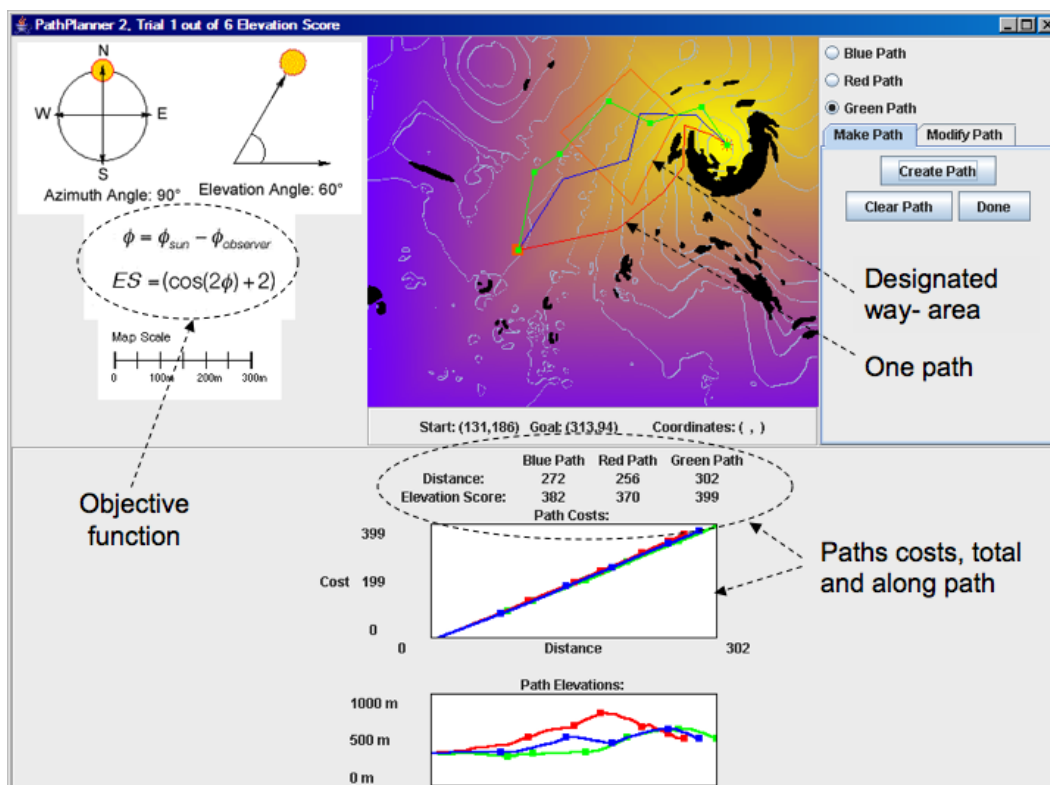 PathPlanner 2, Trial 1 out of 6 Elevation Score
N
W
E
S
Azimuth Angle: 90°
Elevation Angle: 60°
ϕ = ϕsun − ϕobserver
ES = (cos(2ϕ) + 2)
Map Scale
0 100m 200m 300m
Objective
function
Blue Path
Red Path
Green Path
Make Path Modify Path
Create Path
Clear Path Done
Designated
way- area
One path
Start: (131,186) Goal: (313,94) Coordinates: ( , )
Blue Path Red Path Green Path
Distance: 272 256 302
Elevation Score: 382 370 399
Path Costs:
399
Cost 199
0
0 Distance 302
Paths costs, total
and along path
Path Elevations:
1000 m
500 m
0 m